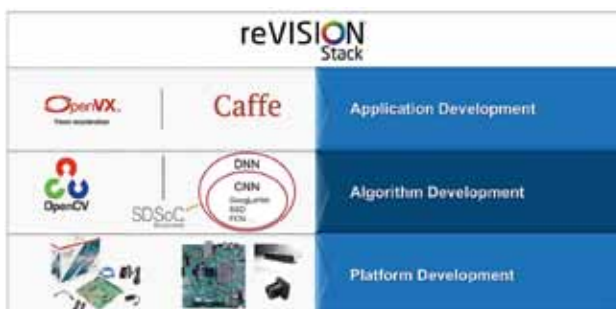 reVISION
Stack
OpenVX
Caffe
Application Development
OpenCV
SDSoC
DNN
CNN
GoogLeNet
SSD
FCN
Algorithm Development
Platform Development